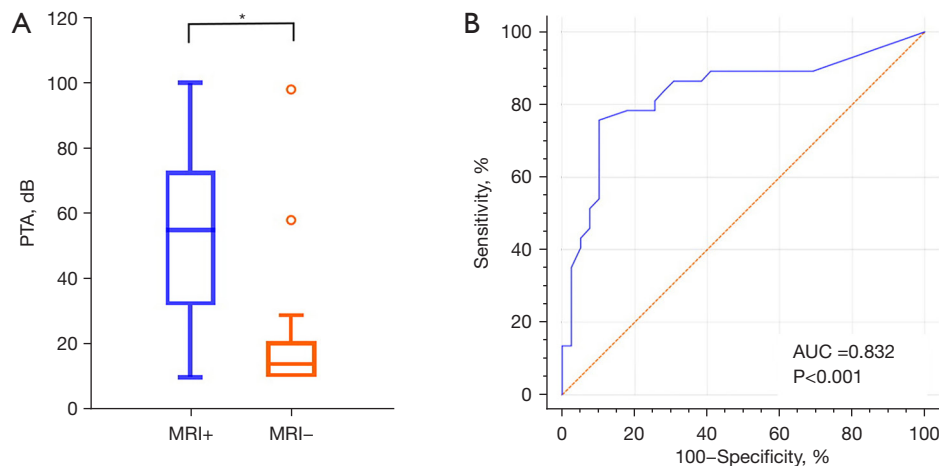 A
*
PTA, dB
120
100
80
60
40
20
0
MRI+
MRI−
B
Sensitivity, %
100
80
60
40
20
0
AUC =0.832
P<0.001
0 20 40 60 80 100
100−Specificity, %